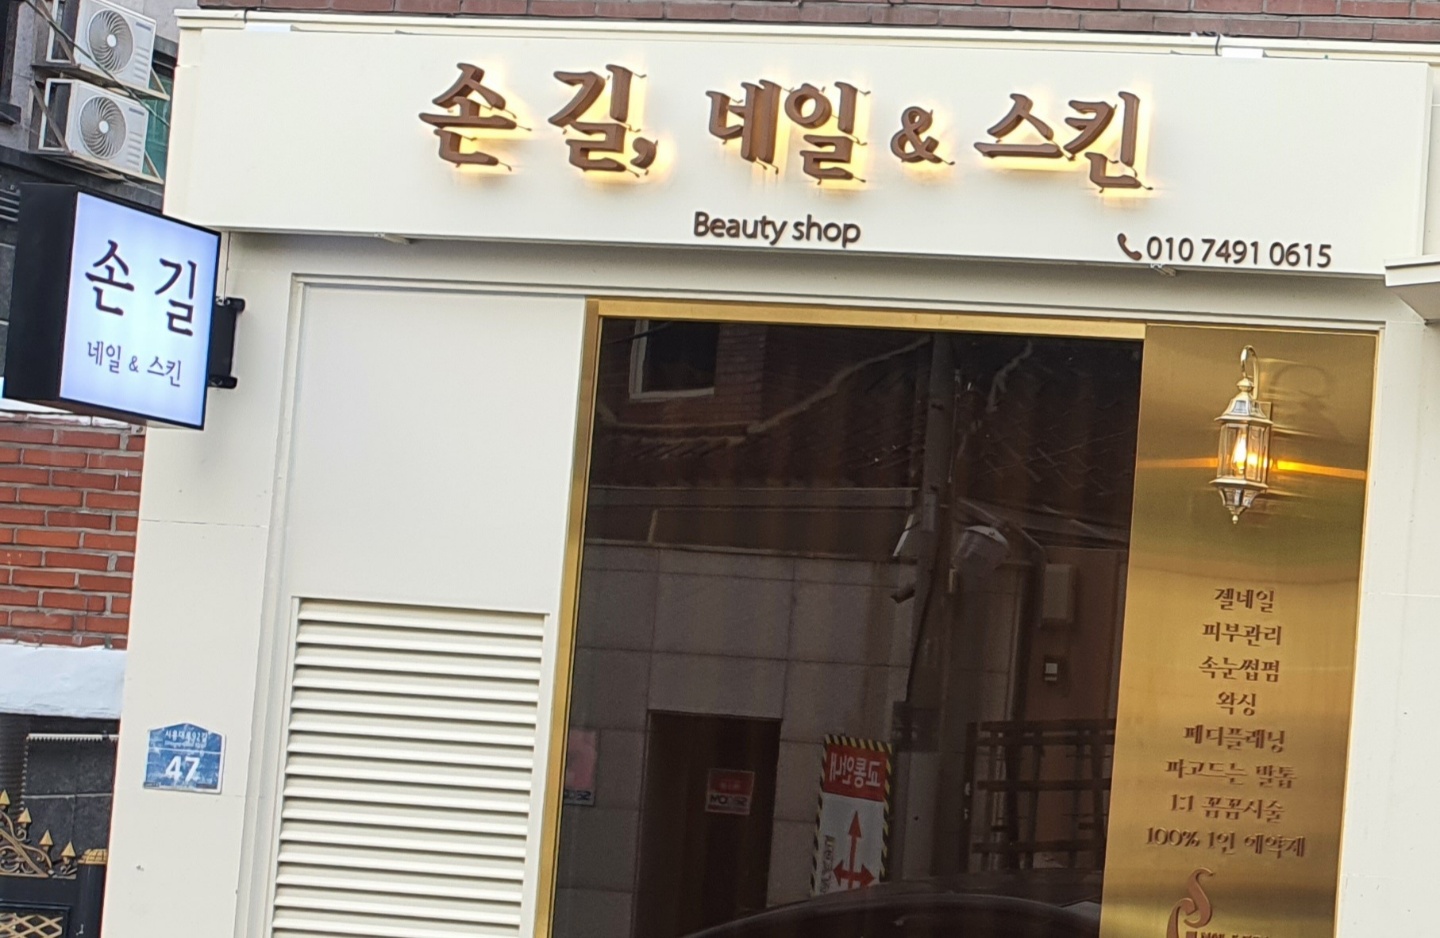 손길, 네일 & 스킨
Beauty shop
010 7491 0615
손길
네일 & 스킨
47
젤네일
피부관리
속눈썹펌
왁싱
페디플래닝
파고드는 발톱
1:1 꼼꼼시술
100% 1인 예약제